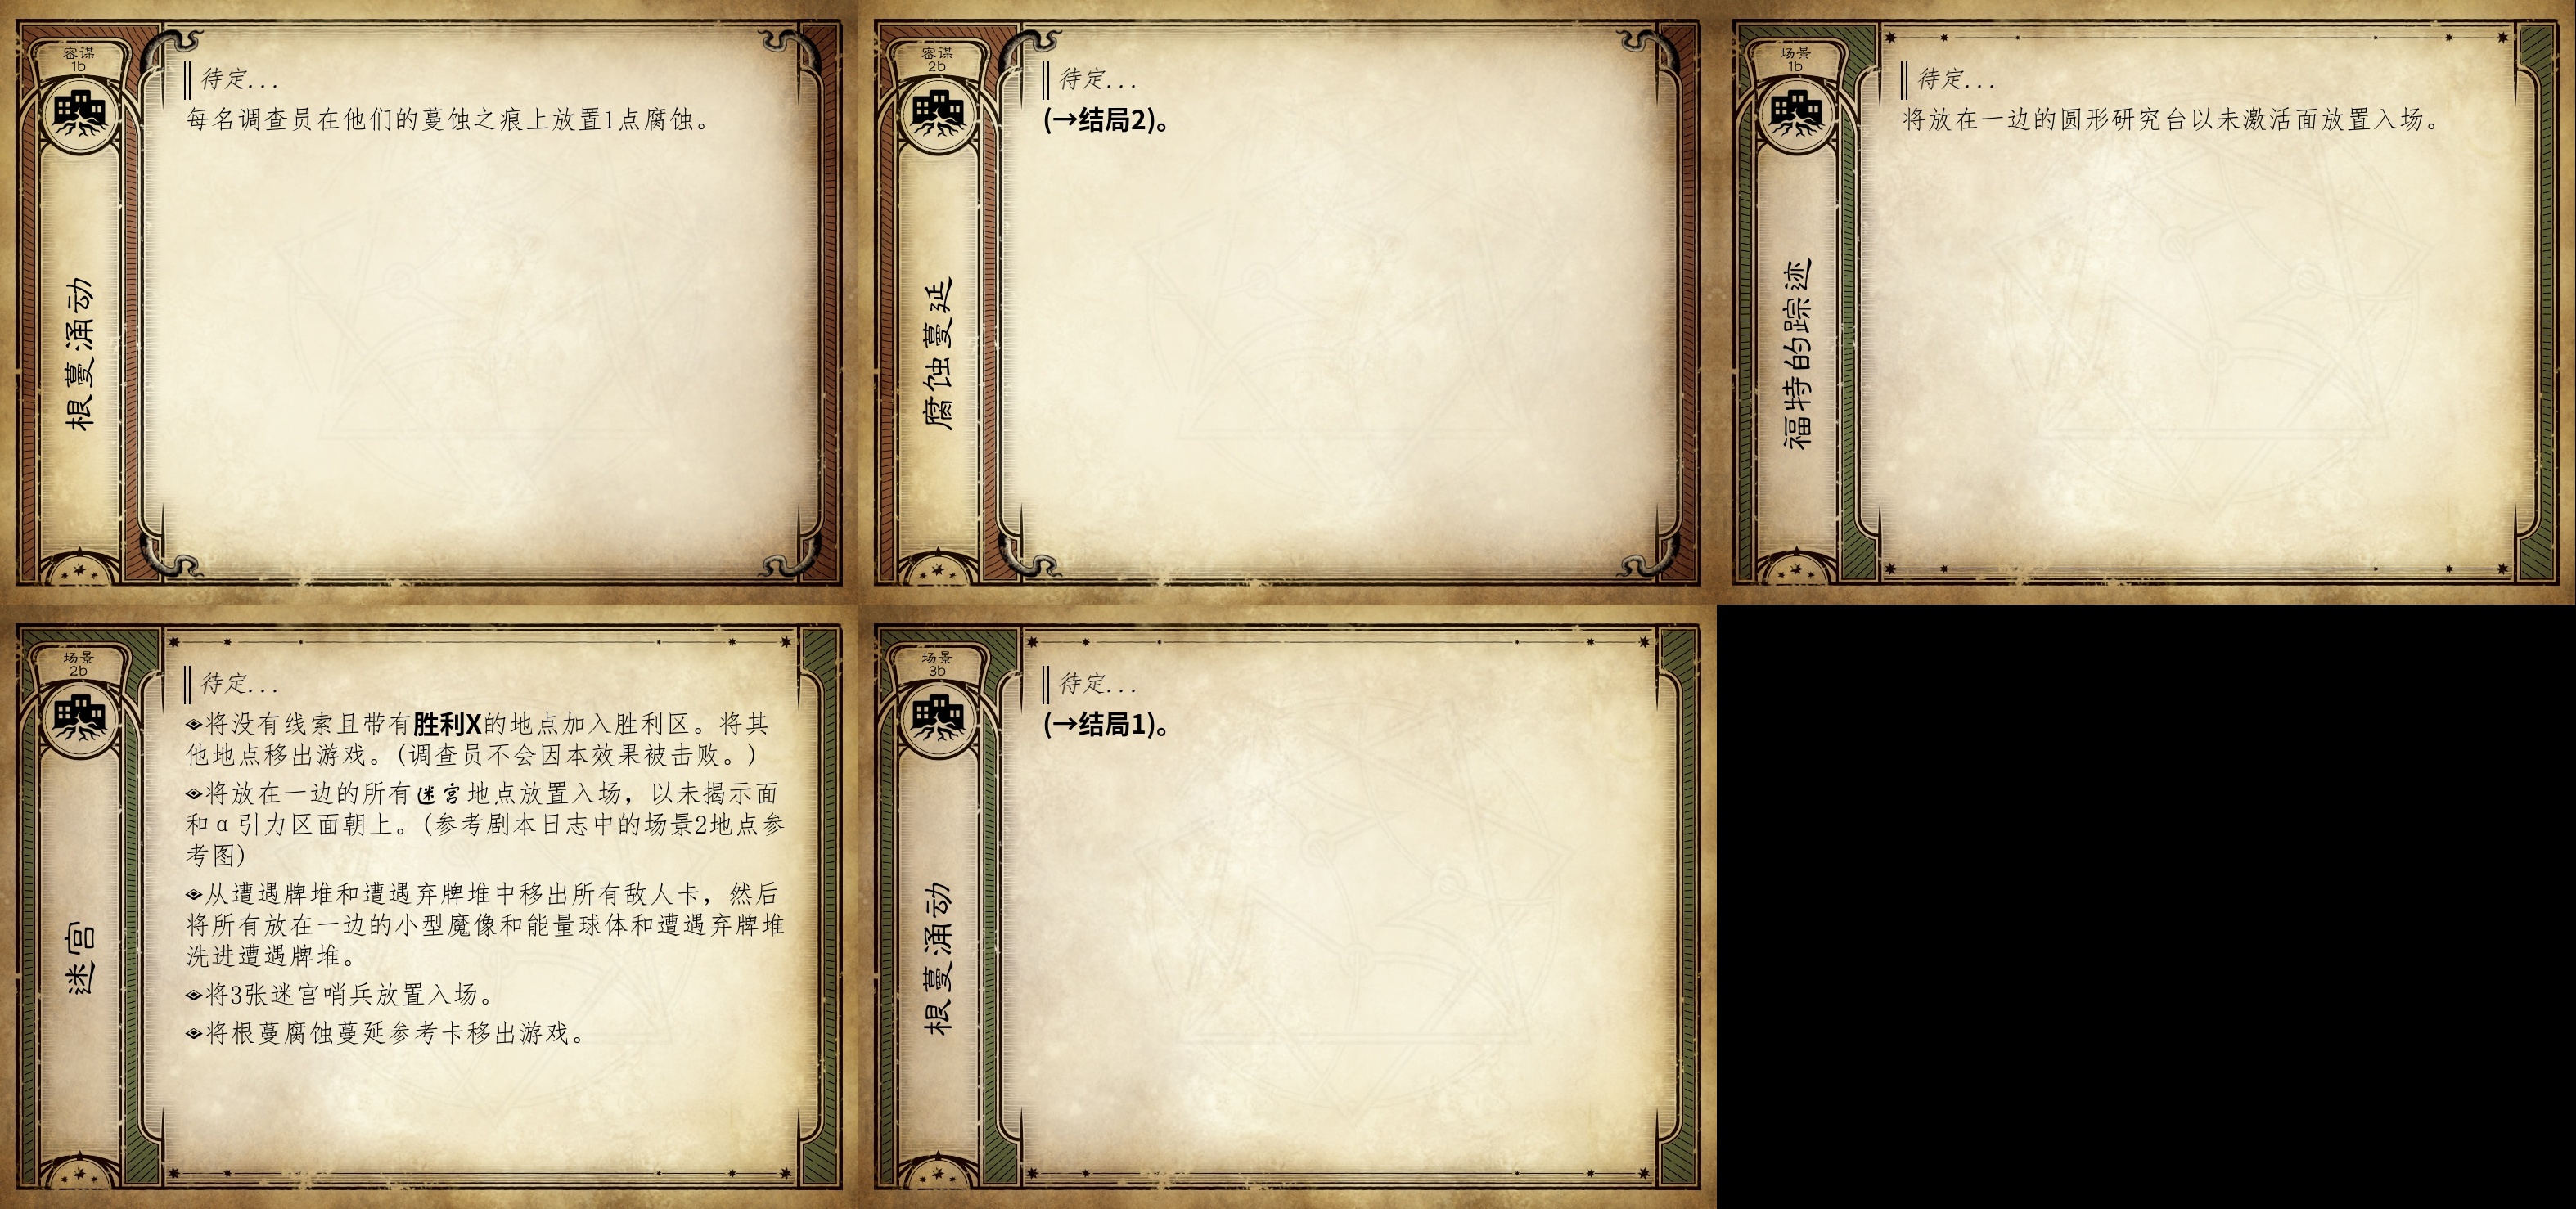 密谋
1b
根蔓涌动
待定...
每名调查员在他们的蔓蚀之痕上放置1点腐蚀。
密谋
2b
腐蚀蔓延
待定...
(→结局2)。
场景
1b
福特的踪迹
待定...
将放在一边的圆形研究台以未激活面放置入场。
场景
2b
迷宫
待定...
将没有线索且带有胜利X的地点加入胜利区。将其
他地点移出游戏。(调查员不会因本效果被击败。)
将放在一边的所有迷宫地点放置入场，以未揭示面
和α引力区面朝上。(参考剧本日志中的场景2地点参
考图)
从遭遇牌堆和遭遇弃牌堆中移出所有敌人卡，然后
将所有放在一边的小型魔像和能量球体和遭遇弃牌堆
洗进遭遇牌堆。
将3张迷宫哨兵放置入场。
将根蔓腐蚀蔓延参考卡移出游戏。
场景
3b
根蔓涌动
待定...
(→结局1)。